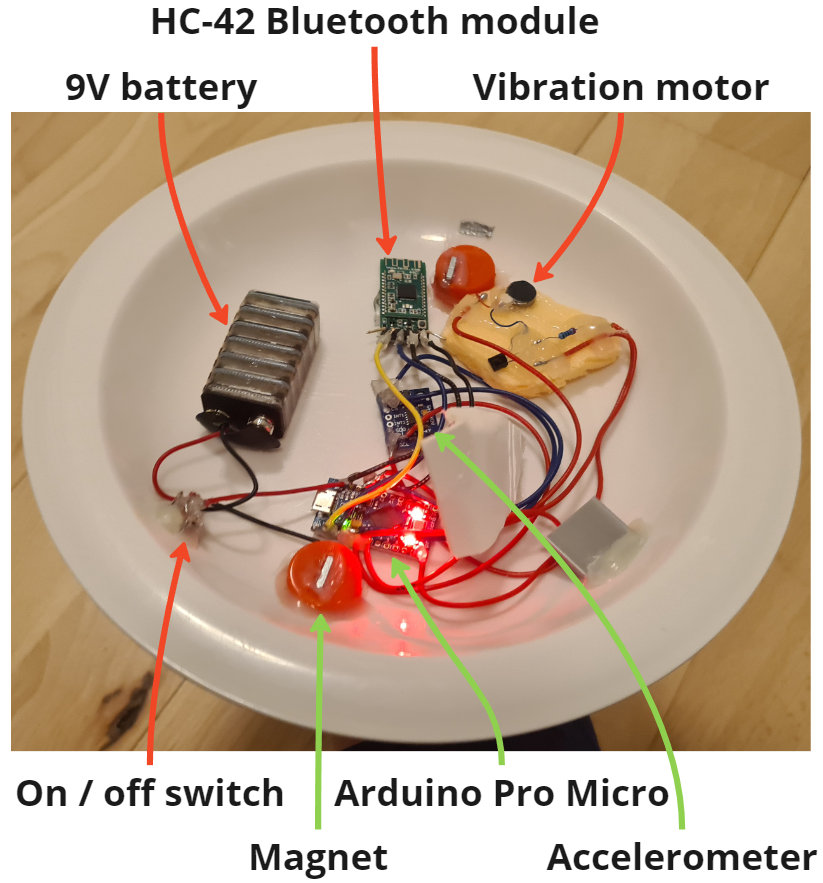 HC-42 Bluetooth module
9V battery
Vibration motor
On / off switch
Arduino Pro Micro
Magnet
Accelerometer